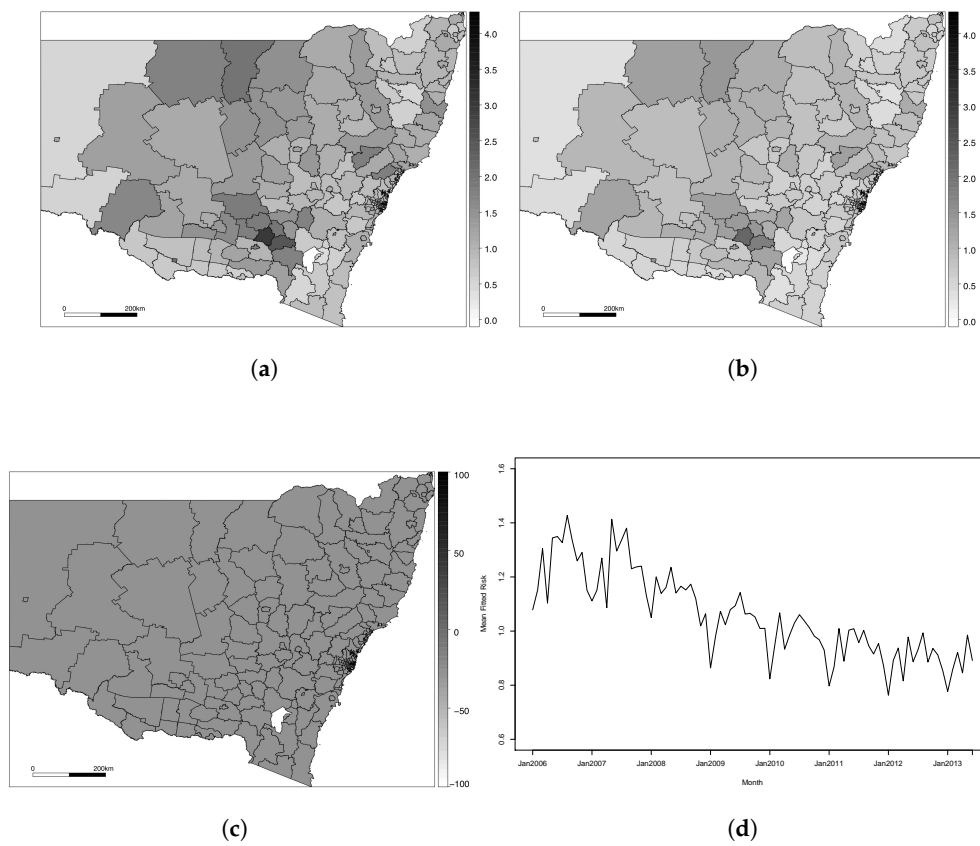 4.0
3.5
3.0
2.5
2.0
1.5
1.0
0.5
0.0
0 200km
(a)
4.0
3.5
3.0
2.5
2.0
1.5
1.0
0.5
0.0
0 200km
(b)
100
50
0
−50
−100
0 200km
(c)
1.6
1.4
1.2
1.0
0.8
0.6
Mean Fitted Risk
Jan2006 Jan2007 Jan2008 Jan2009 Jan2010 Jan2011 Jan2012 Jan2013
Month
(d)